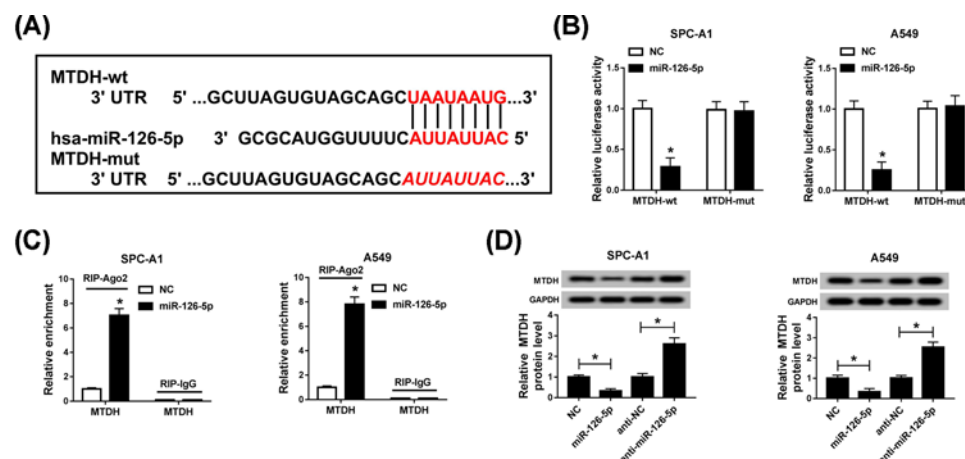 (A)
MTDH-wt
3' UTR 5' ...GCUUAGUGUAGCAGCUAAUAAUG...3'
hsa-miR-126-5p 3' GCGCAUGGUUUUCAUUAUUAC 5'
MTDH-mut
3' UTR 5' ...GCUUAGUGUAGCAGCAUUAUUAC...3'
(B)
SPC-A1
NC
miR-126-5p
Relative luciferase activity
1.5
1.0
0.5
0.0
*
MTDH-wt MTDH-mut
A549
NC
miR-126-5p
Relative luciferase activity
1.5
1.0
0.5
0.0
*
MTDH-wt MTDH-mut
(C)
SPC-A1
RIP-Ago2
NC
miR-126-5p
Relative enrichment
10
8
6
4
2
0
*
RIP-IgG
MTDH MTDH
A549
RIP-Ago2
NC
miR-126-5p
Relative enrichment
10
8
6
4
2
0
*
RIP-IgG
MTDH MTDH
(D)
SPC-A1
MTDH
GAPDH
Relative MTDH
protein level
4
3
2
1
0
*
*
NC
miR-126-5p
anti-NC
anti-miR-126-5p
A549
MTDH
GAPDH
Relative MTDH
protein level
4
3
2
1
0
*
*
NC
miR-126-5p
anti-NC
anti-miR-126-5p